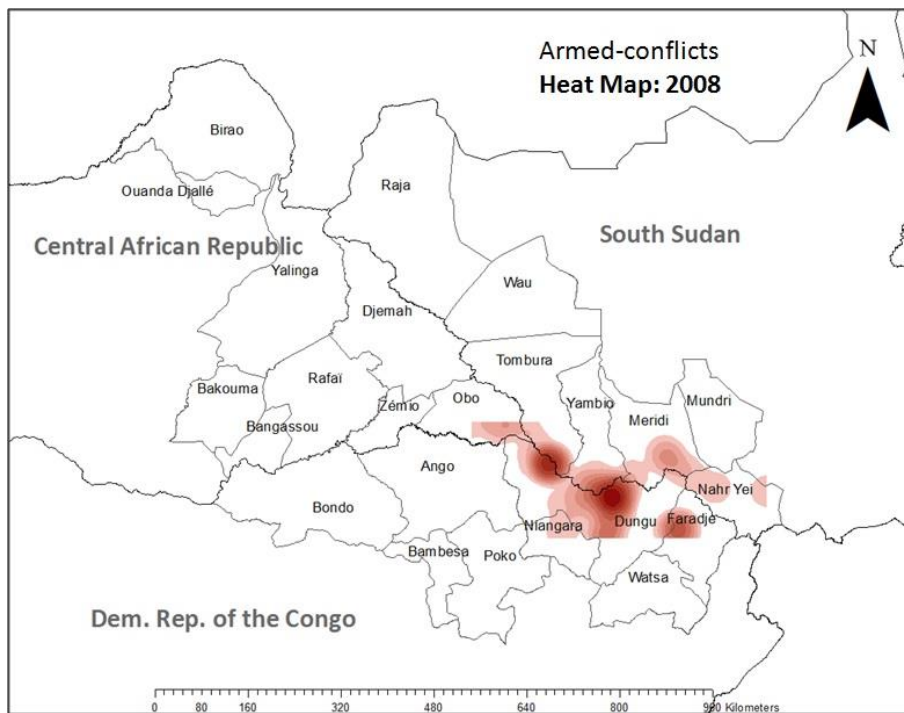 Armed-conflicts
Heat Map: 2008
N
Birao
Ouanda Djallé
Raja
Central African Republic
South Sudan
Yalinga
Wau
Djemah
Tombura
Rafaï
Bakouma
Zémio
Obo
Yambio
Mundri
Meridi
Bangassou
Ango
Nahr Yei
Bondo
Niangara
Dungu
Faradje
Bambesa
Poko
Watsa
Dem. Rep. of the Congo
0 80 160 320 480 640 800 960 Kilometers